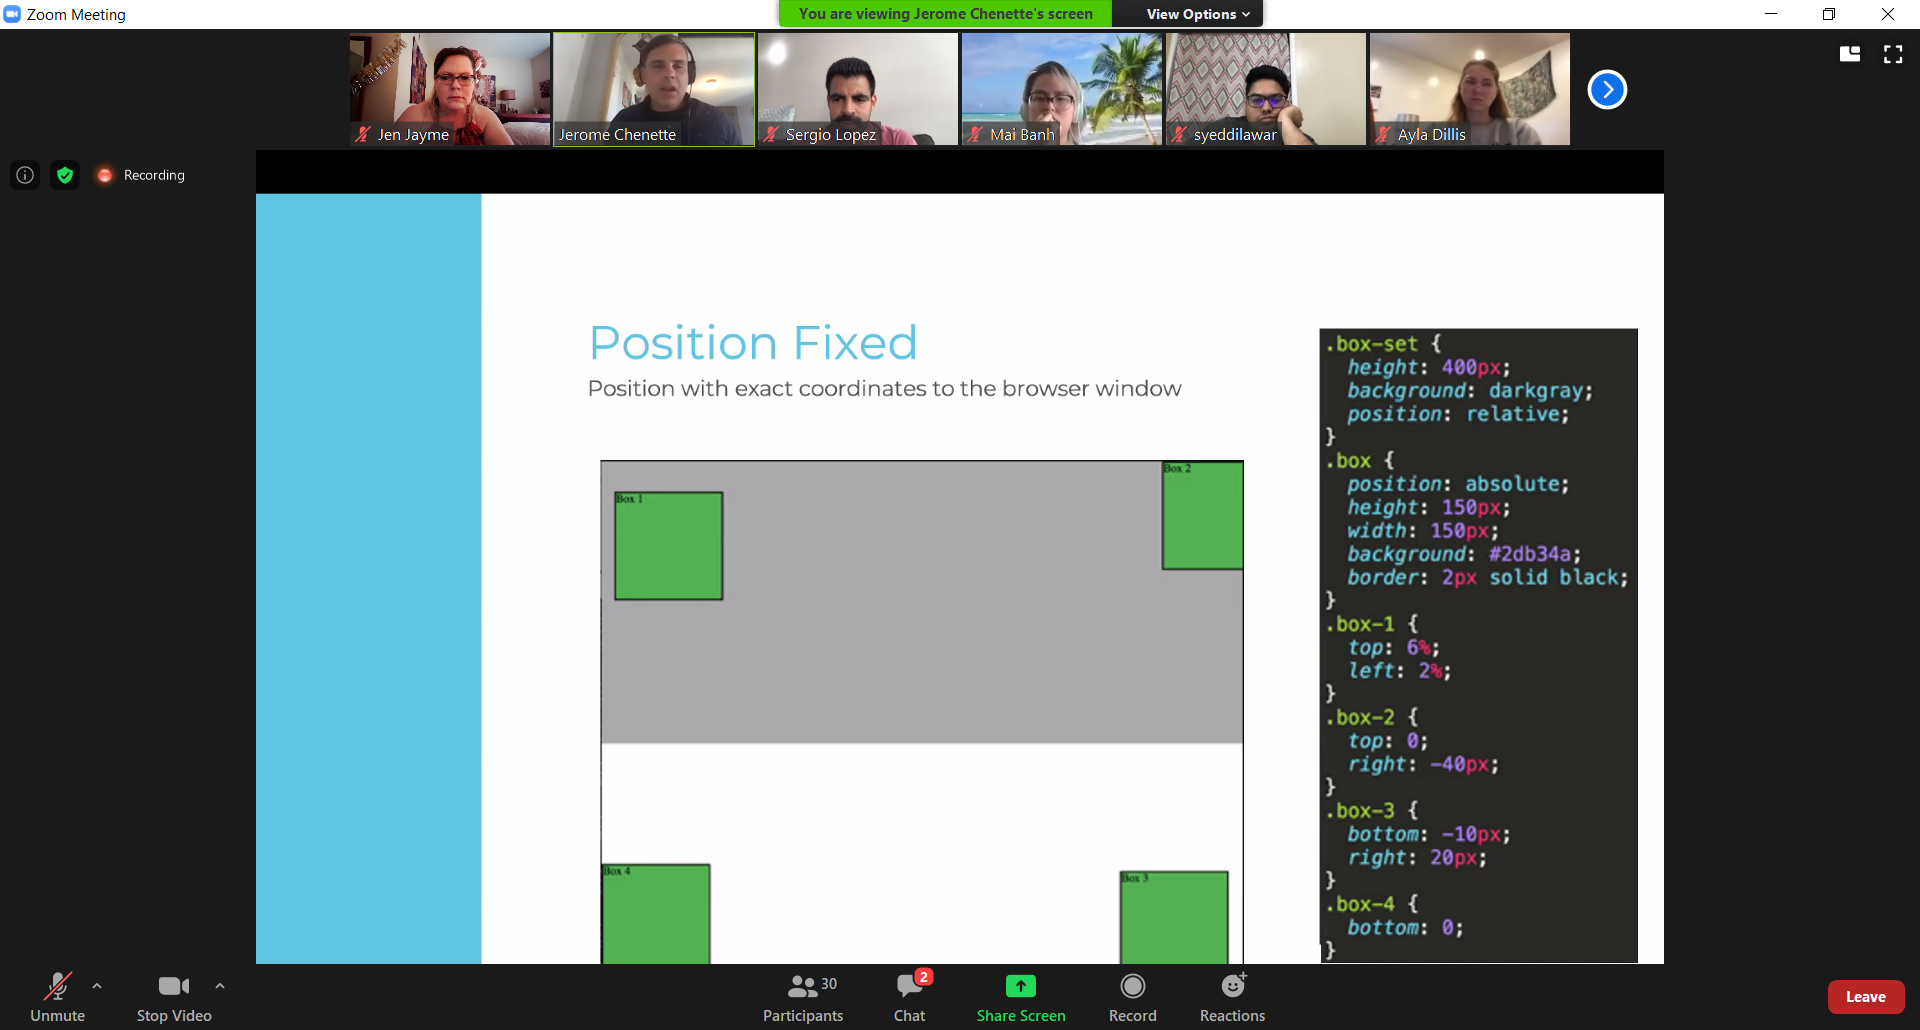 Zoom Meeting
You are viewing Jerome Chenette's screen
View Options
Jen Jayme
Jerome Chenette
Sergio Lopez
Mai Banh
syeddilawar
Ayla Dillis
Recording
Position Fixed
Position with exact coordinates to the browser window
Box 1
Box 2
Box 4
Box 3
.box-set {
height: 400px;
background: darkgray;
position: relative;
}
.box {
position: absolute;
height: 150px;
width: 150px;
background: #2db34a;
border: 2px solid black;
}
.box-1 {
top: 6%;
left: 2%;
}
.box-2 {
top: 0;
right: -40px;
}
.box-3 {
bottom: -10px;
right: 20px;
}
.box-4 {
bottom: 0;
}
Unmute
Stop Video
30
Participants
2
Chat
Share Screen
Record
Reactions
Leave